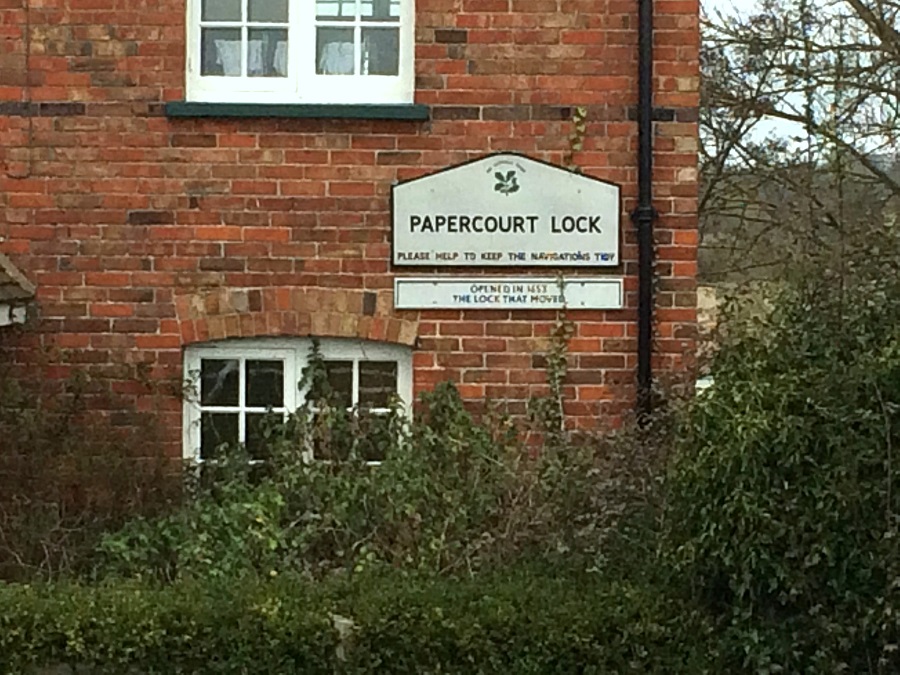 PAPERCOURT LOCK
PLEASE HELP TO KEEP THE NAVIGATIONS TIDY
OPENED IN 1653
THE LOCK THAT MOVED